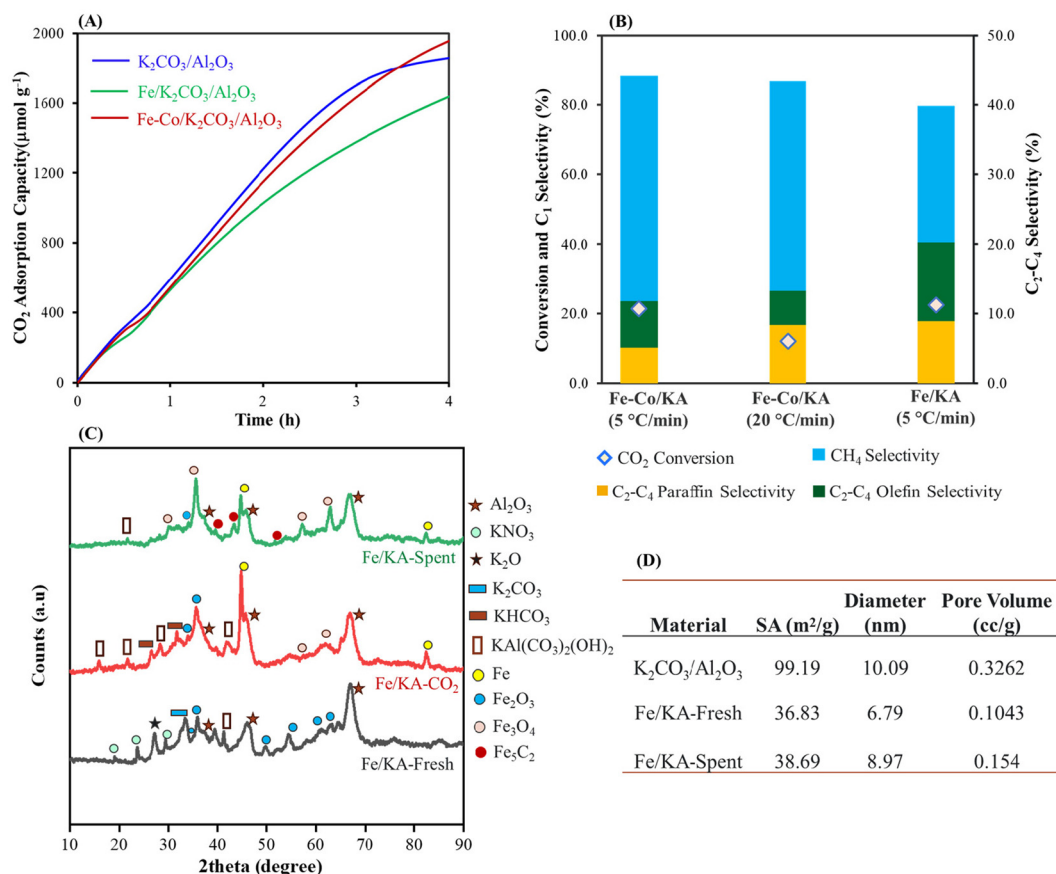 (A)
2000
1600
1200
800
400
0
0 1 2 3 4
CO₂ Adsorption Capacity(μmol g⁻¹)
Time (h)
K₂CO₃/Al₂O₃
Fe/K₂CO₃/Al₂O₃
Fe-Co/K₂CO₃/Al₂O₃
(B)
100.0
80.0
60.0
40.0
20.0
0.0
Conversion and C₁ Selectivity (%)
50.0
40.0
30.0
20.0
10.0
0.0
C₂-C₄ Selectivity (%)
Fe-Co/KA
(5 °C/min)
Fe-Co/KA
(20 °C/min)
Fe/KA
(5 °C/min)
CO₂ Conversion
CH₄ Selectivity
C₂-C₄ Paraffin Selectivity
C₂-C₄ Olefin Selectivity
(C)
Counts (a.u)
Fe/KA-Spent
Fe/KA-CO₂
Fe/KA-Fresh
10 20 30 40 50 60 70 80 90
2theta (degree)
Al₂O₃
KNO₃
K₂O
K₂CO₃
KHCO₃
KAl(CO₃)₂(OH)₂
Fe
Fe₂O₃
Fe₃O₄
Fe₅C₂
(D)
Material SA (m²/g) Diameter (nm) Pore Volume (cc/g)
K₂CO₃/Al₂O₃ 99.19 10.09 0.3262
Fe/KA-Fresh 36.83 6.79 0.1043
Fe/KA-Spent 38.69 8.97 0.154